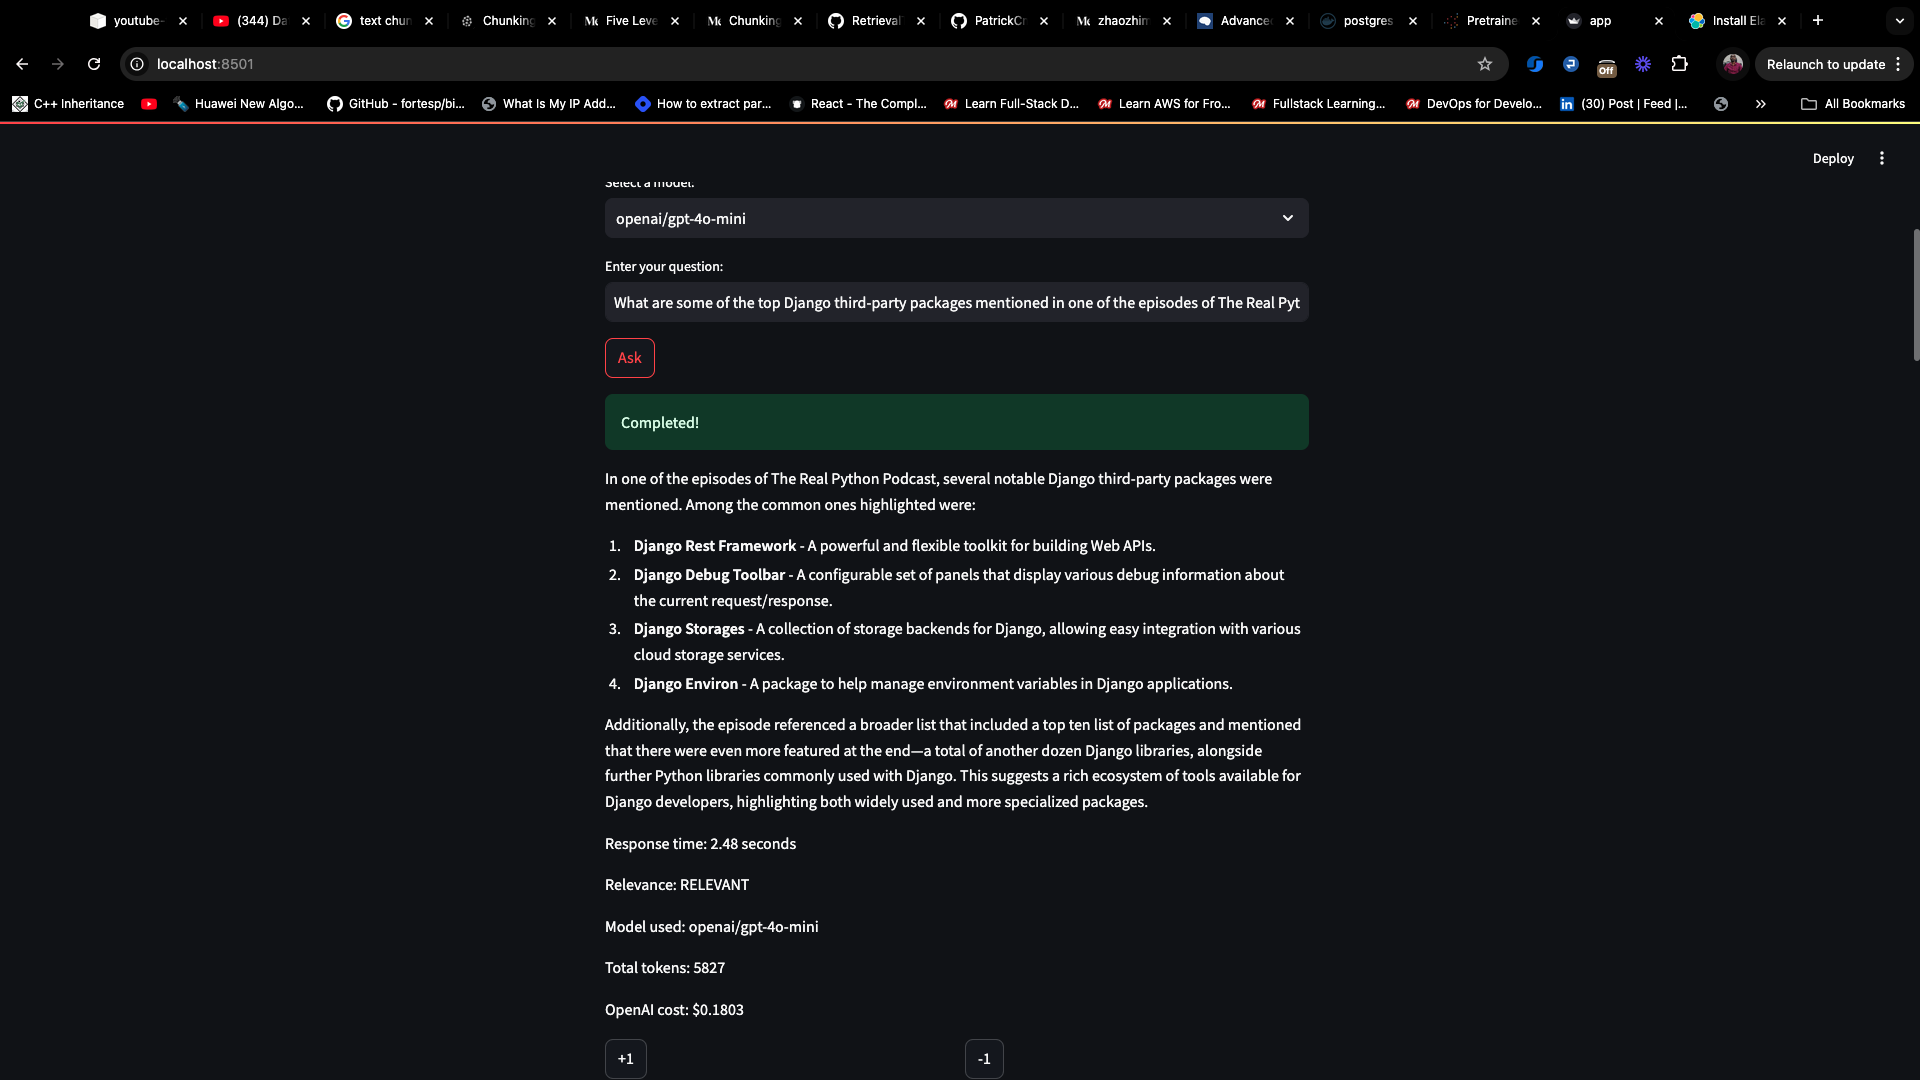 youtube-
(344) Da
text chun
Chunking
Five Leve
Chunking
Retrieval
PatrickCr
zhaozhim
Advance
postgres
Pretraine
app
Install Ela
localhost:8501
Off
Relaunch to update
C++ Inheritance
Huawei New Algo...
GitHub - fortesp/bi...
What Is My IP Add...
How to extract par...
React - The Compl...
Learn Full-Stack D...
Learn AWS for Fro...
Fullstack Learning...
DevOps for Develo...
(30) Post | Feed |...
»
All Bookmarks
Deploy
Select a model:
openai/gpt-4o-mini
Enter your question:
What are some of the top Django third-party packages mentioned in one of the episodes of The Real Pyt
Ask
Completed!
In one of the episodes of The Real Python Podcast, several notable Django third-party packages were
mentioned. Among the common ones highlighted were:
1. Django Rest Framework - A powerful and flexible toolkit for building Web APIs.
2. Django Debug Toolbar - A configurable set of panels that display various debug information about
the current request/response.
3. Django Storages - A collection of storage backends for Django, allowing easy integration with various
cloud storage services.
4. Django Environ - A package to help manage environment variables in Django applications.
Additionally, the episode referenced a broader list that included a top ten list of packages and mentioned
that there were even more featured at the end—a total of another dozen Django libraries, alongside
further Python libraries commonly used with Django. This suggests a rich ecosystem of tools available for
Django developers, highlighting both widely used and more specialized packages.
Response time: 2.48 seconds
Relevance: RELEVANT
Model used: openai/gpt-4o-mini
Total tokens: 5827
OpenAI cost: $0.1803
+1
-1